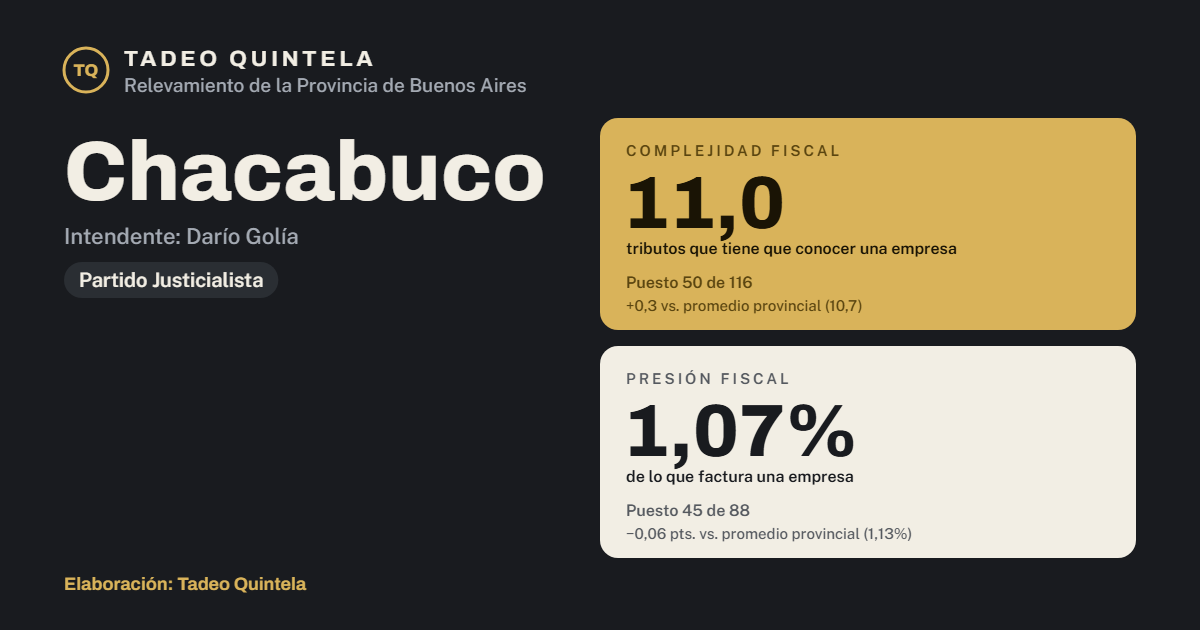 TQ
TADEO QUINTELA
Relevamiento de la Provincia de Buenos Aires
Chacabuco
Intendente: Darío Golía
Partido Justicialista
COMPLEJIDAD FISCAL
11,0
tributos que tiene que conocer una empresa
Puesto 50 de 116
+0,3 vs. promedio provincial (10,7)
PRESIÓN FISCAL
1,07%
de lo que factura una empresa
Puesto 45 de 88
−0,06 pts. vs. promedio provincial (1,13%)
Elaboración: Tadeo Quintela